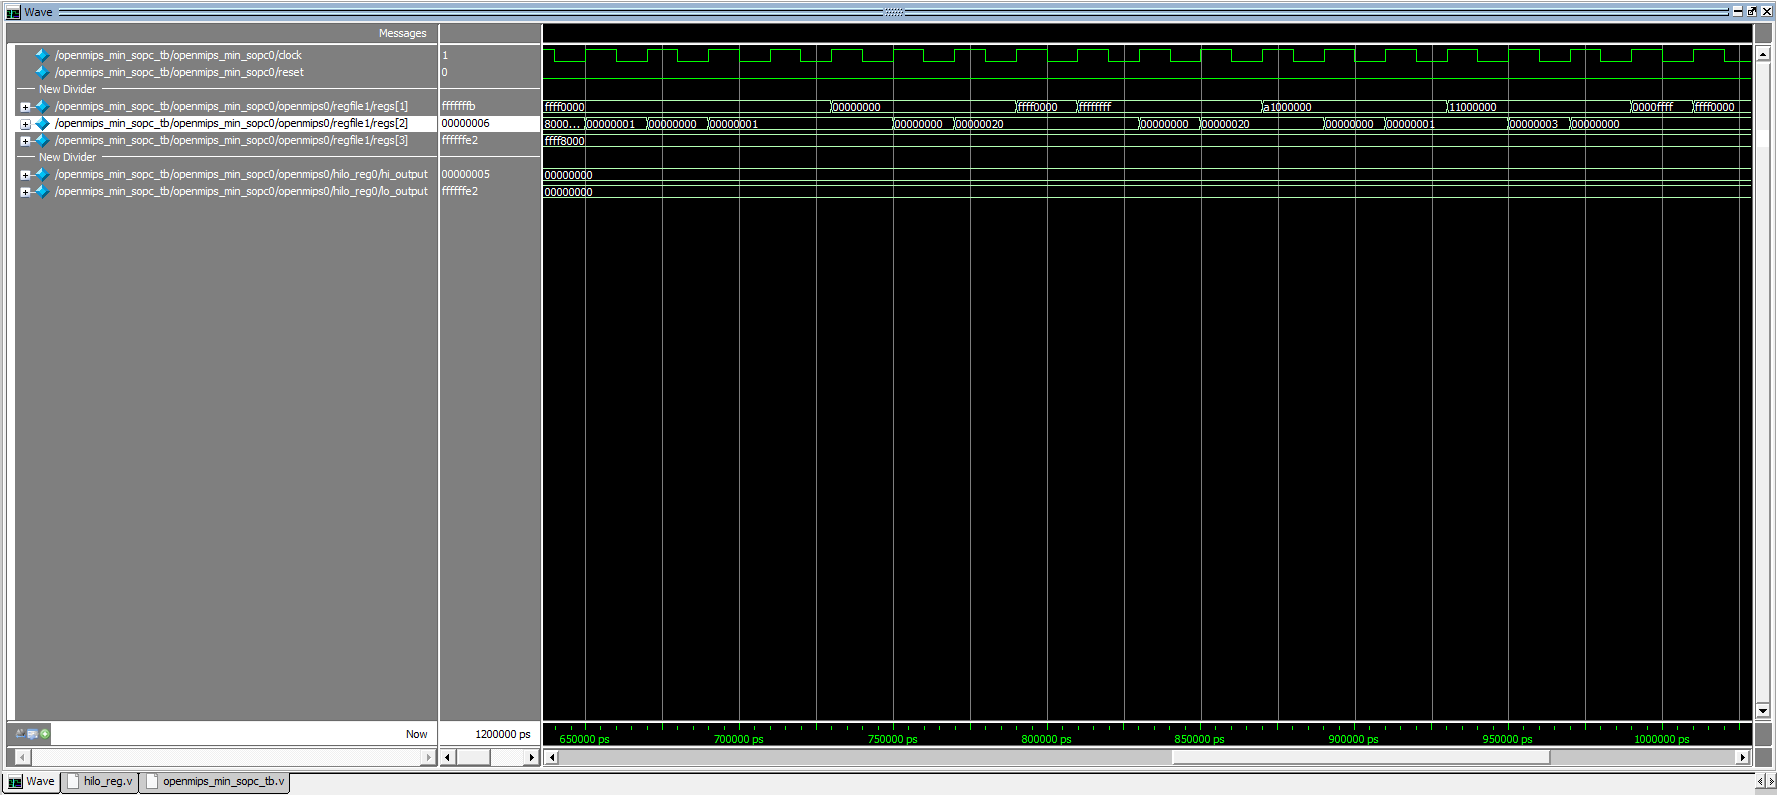 Wave
Messages
/openmips_min_sopc_tb/openmips_min_sopc0/clock 1
/openmips_min_sopc_tb/openmips_min_sopc0/reset 0
New Divider
/openmips_min_sopc_tb/openmips_min_sopc0/openmips0/regfile1/regs[1] fffffffb ffff0000 00000000 ffff0000 ffffffff a1000000 11000000 0000ffff ffff0000
/openmips_min_sopc_tb/openmips_min_sopc0/openmips0/regfile1/regs[2] 00000006 8000... 00000001 00000000 00000001 00000000 00000020 00000000 00000020 00000000 00000001 00000003 00000000
/openmips_min_sopc_tb/openmips_min_sopc0/openmips0/regfile1/regs[3] ffffffe2 ffff8000
New Divider
/openmips_min_sopc_tb/openmips_min_sopc0/openmips0/hilo_reg0/hi_output 00000005 00000000
/openmips_min_sopc_tb/openmips_min_sopc0/openmips0/hilo_reg0/lo_output ffffffe2 00000000
Now 1200000 ps 650000 ps 700000 ps 750000 ps 800000 ps 850000 ps 900000 ps 950000 ps 1000000 ps
Wave hilo_reg.v openmips_min_sopc_tb.v